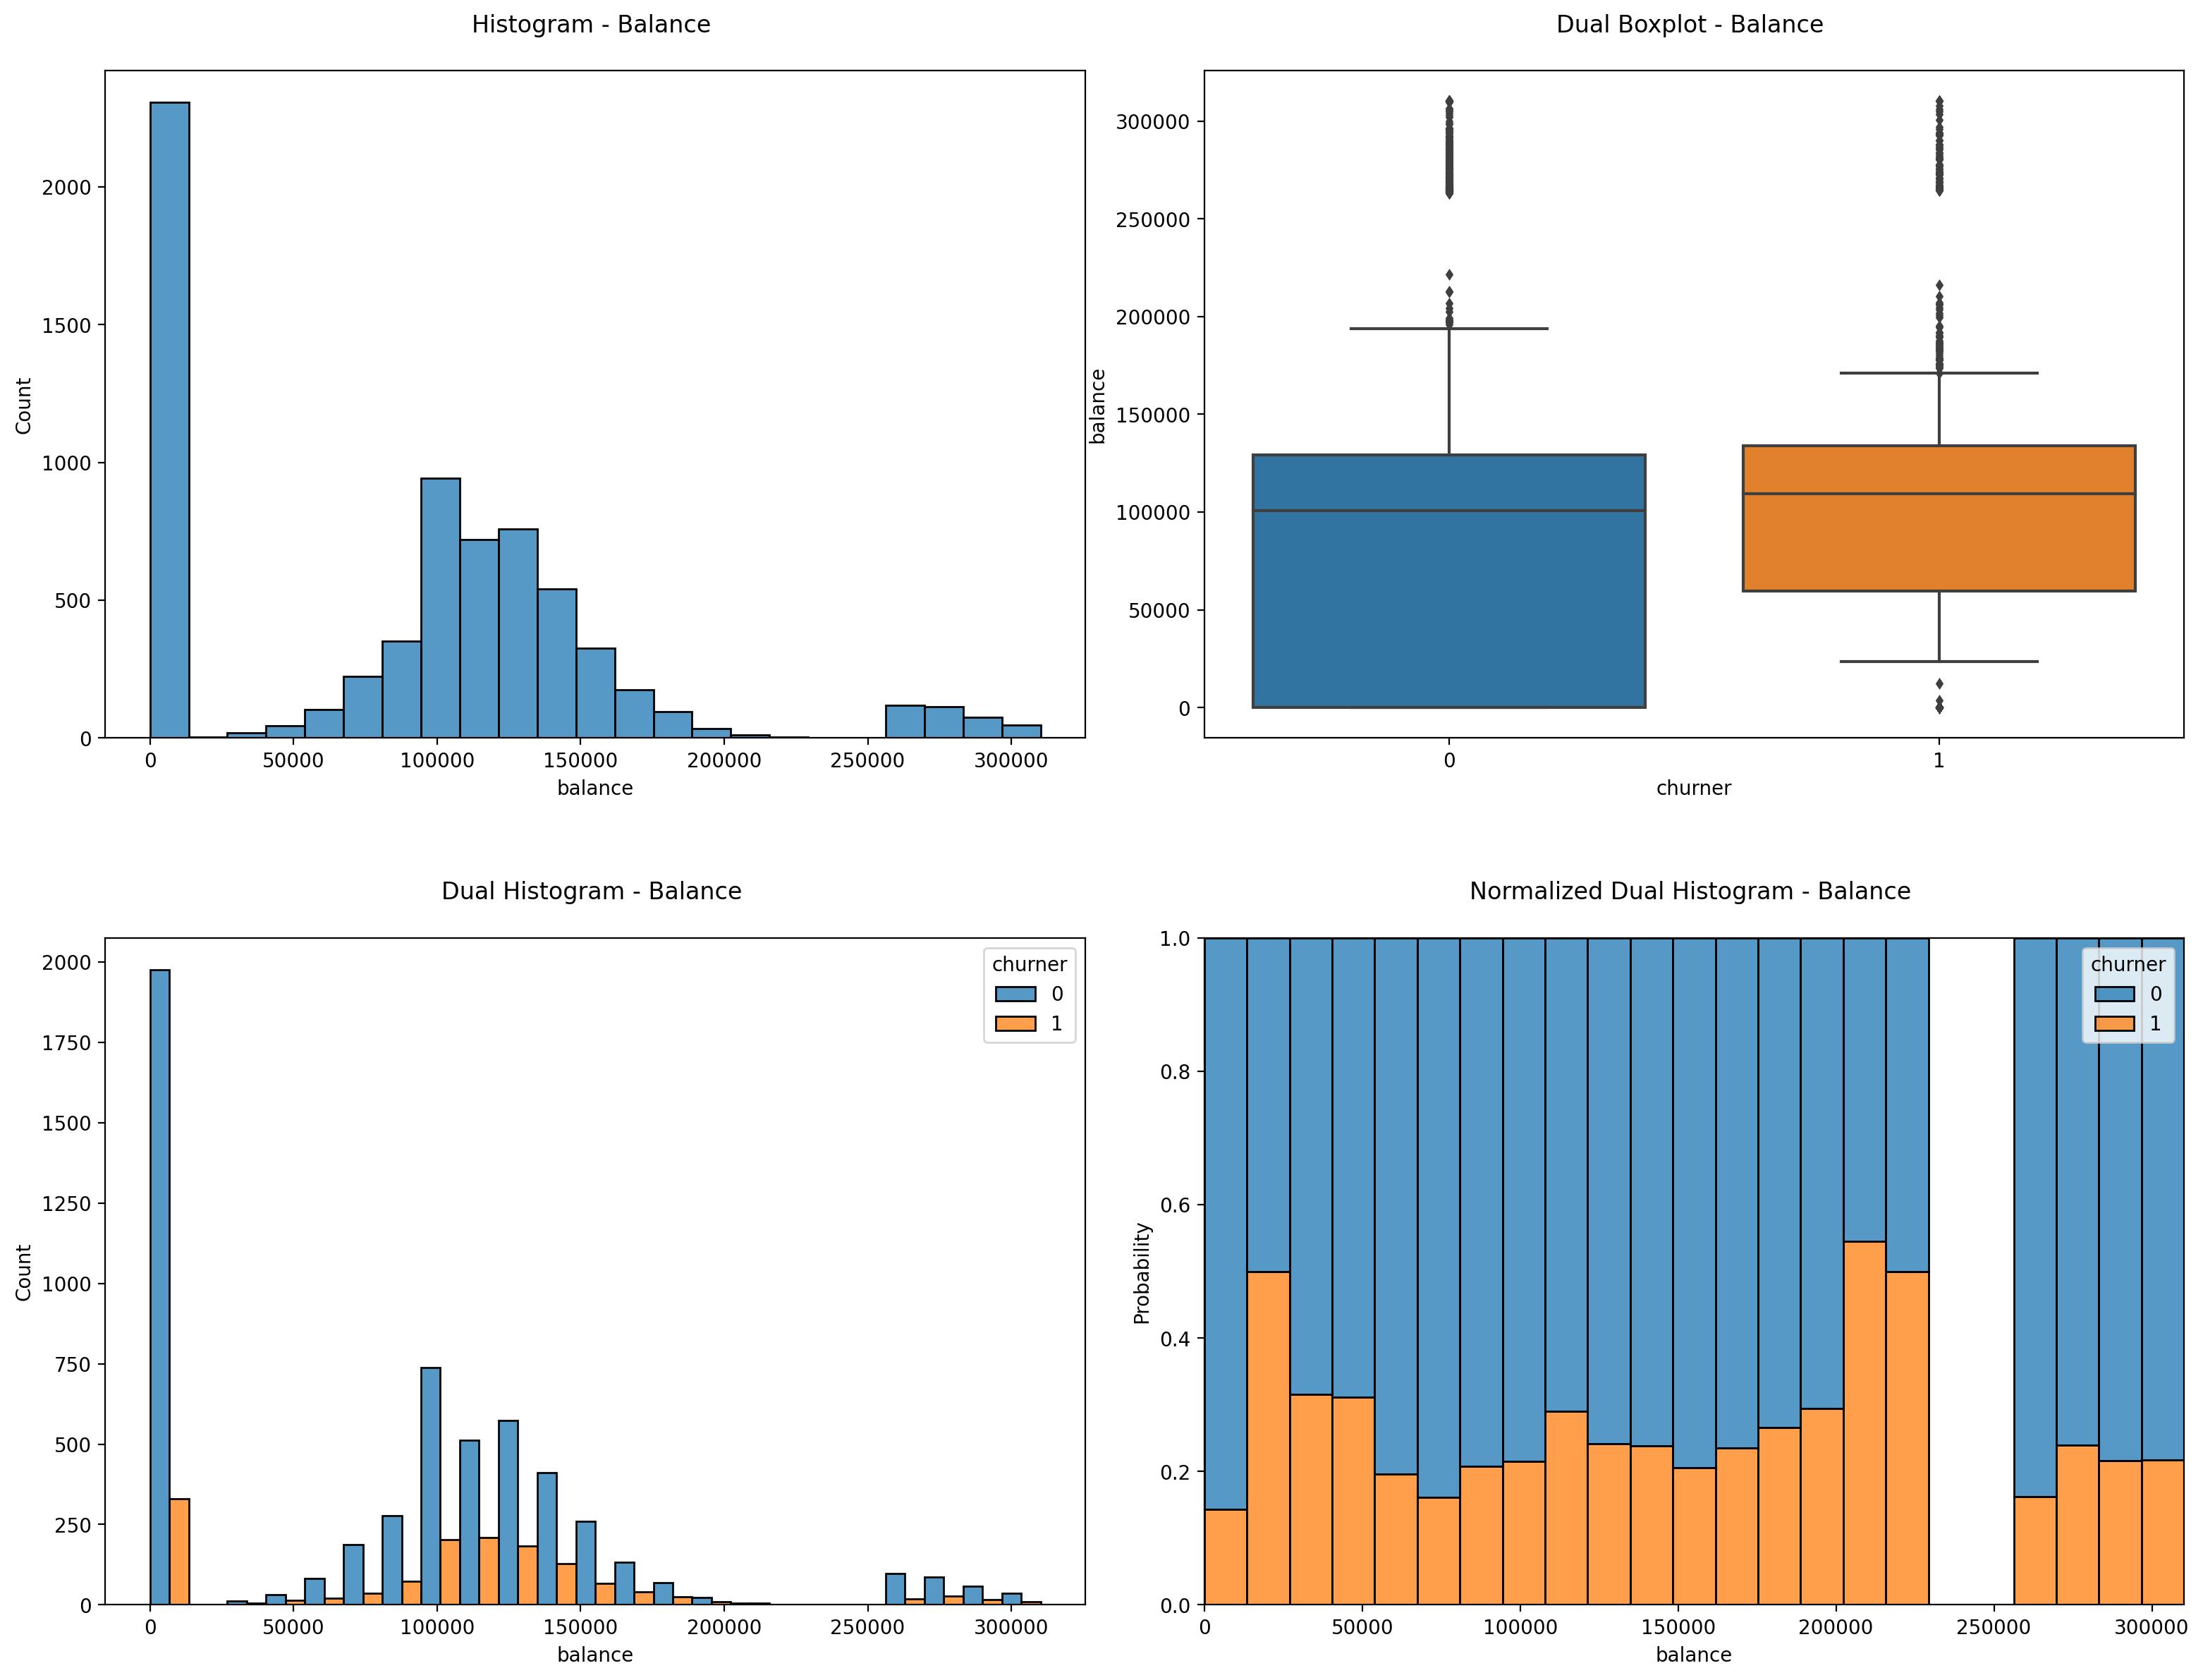 Histogram - Balance
Count
2000
1500
1000
500
0
0 50000 100000 150000 200000 250000 300000
balance
Dual Boxplot - Balance
balance
300000
250000
200000
150000
100000
50000
0
0 1
churner
Dual Histogram - Balance
Count
2000
1750
1500
1250
1000
750
500
250
0
0 50000 100000 150000 200000 250000 300000
balance
churner
0
1
Normalized Dual Histogram - Balance
Probability
1.0
0.8
0.6
0.4
0.2
0.0
0 50000 100000 150000 200000 250000 300000
balance
churner
0
1